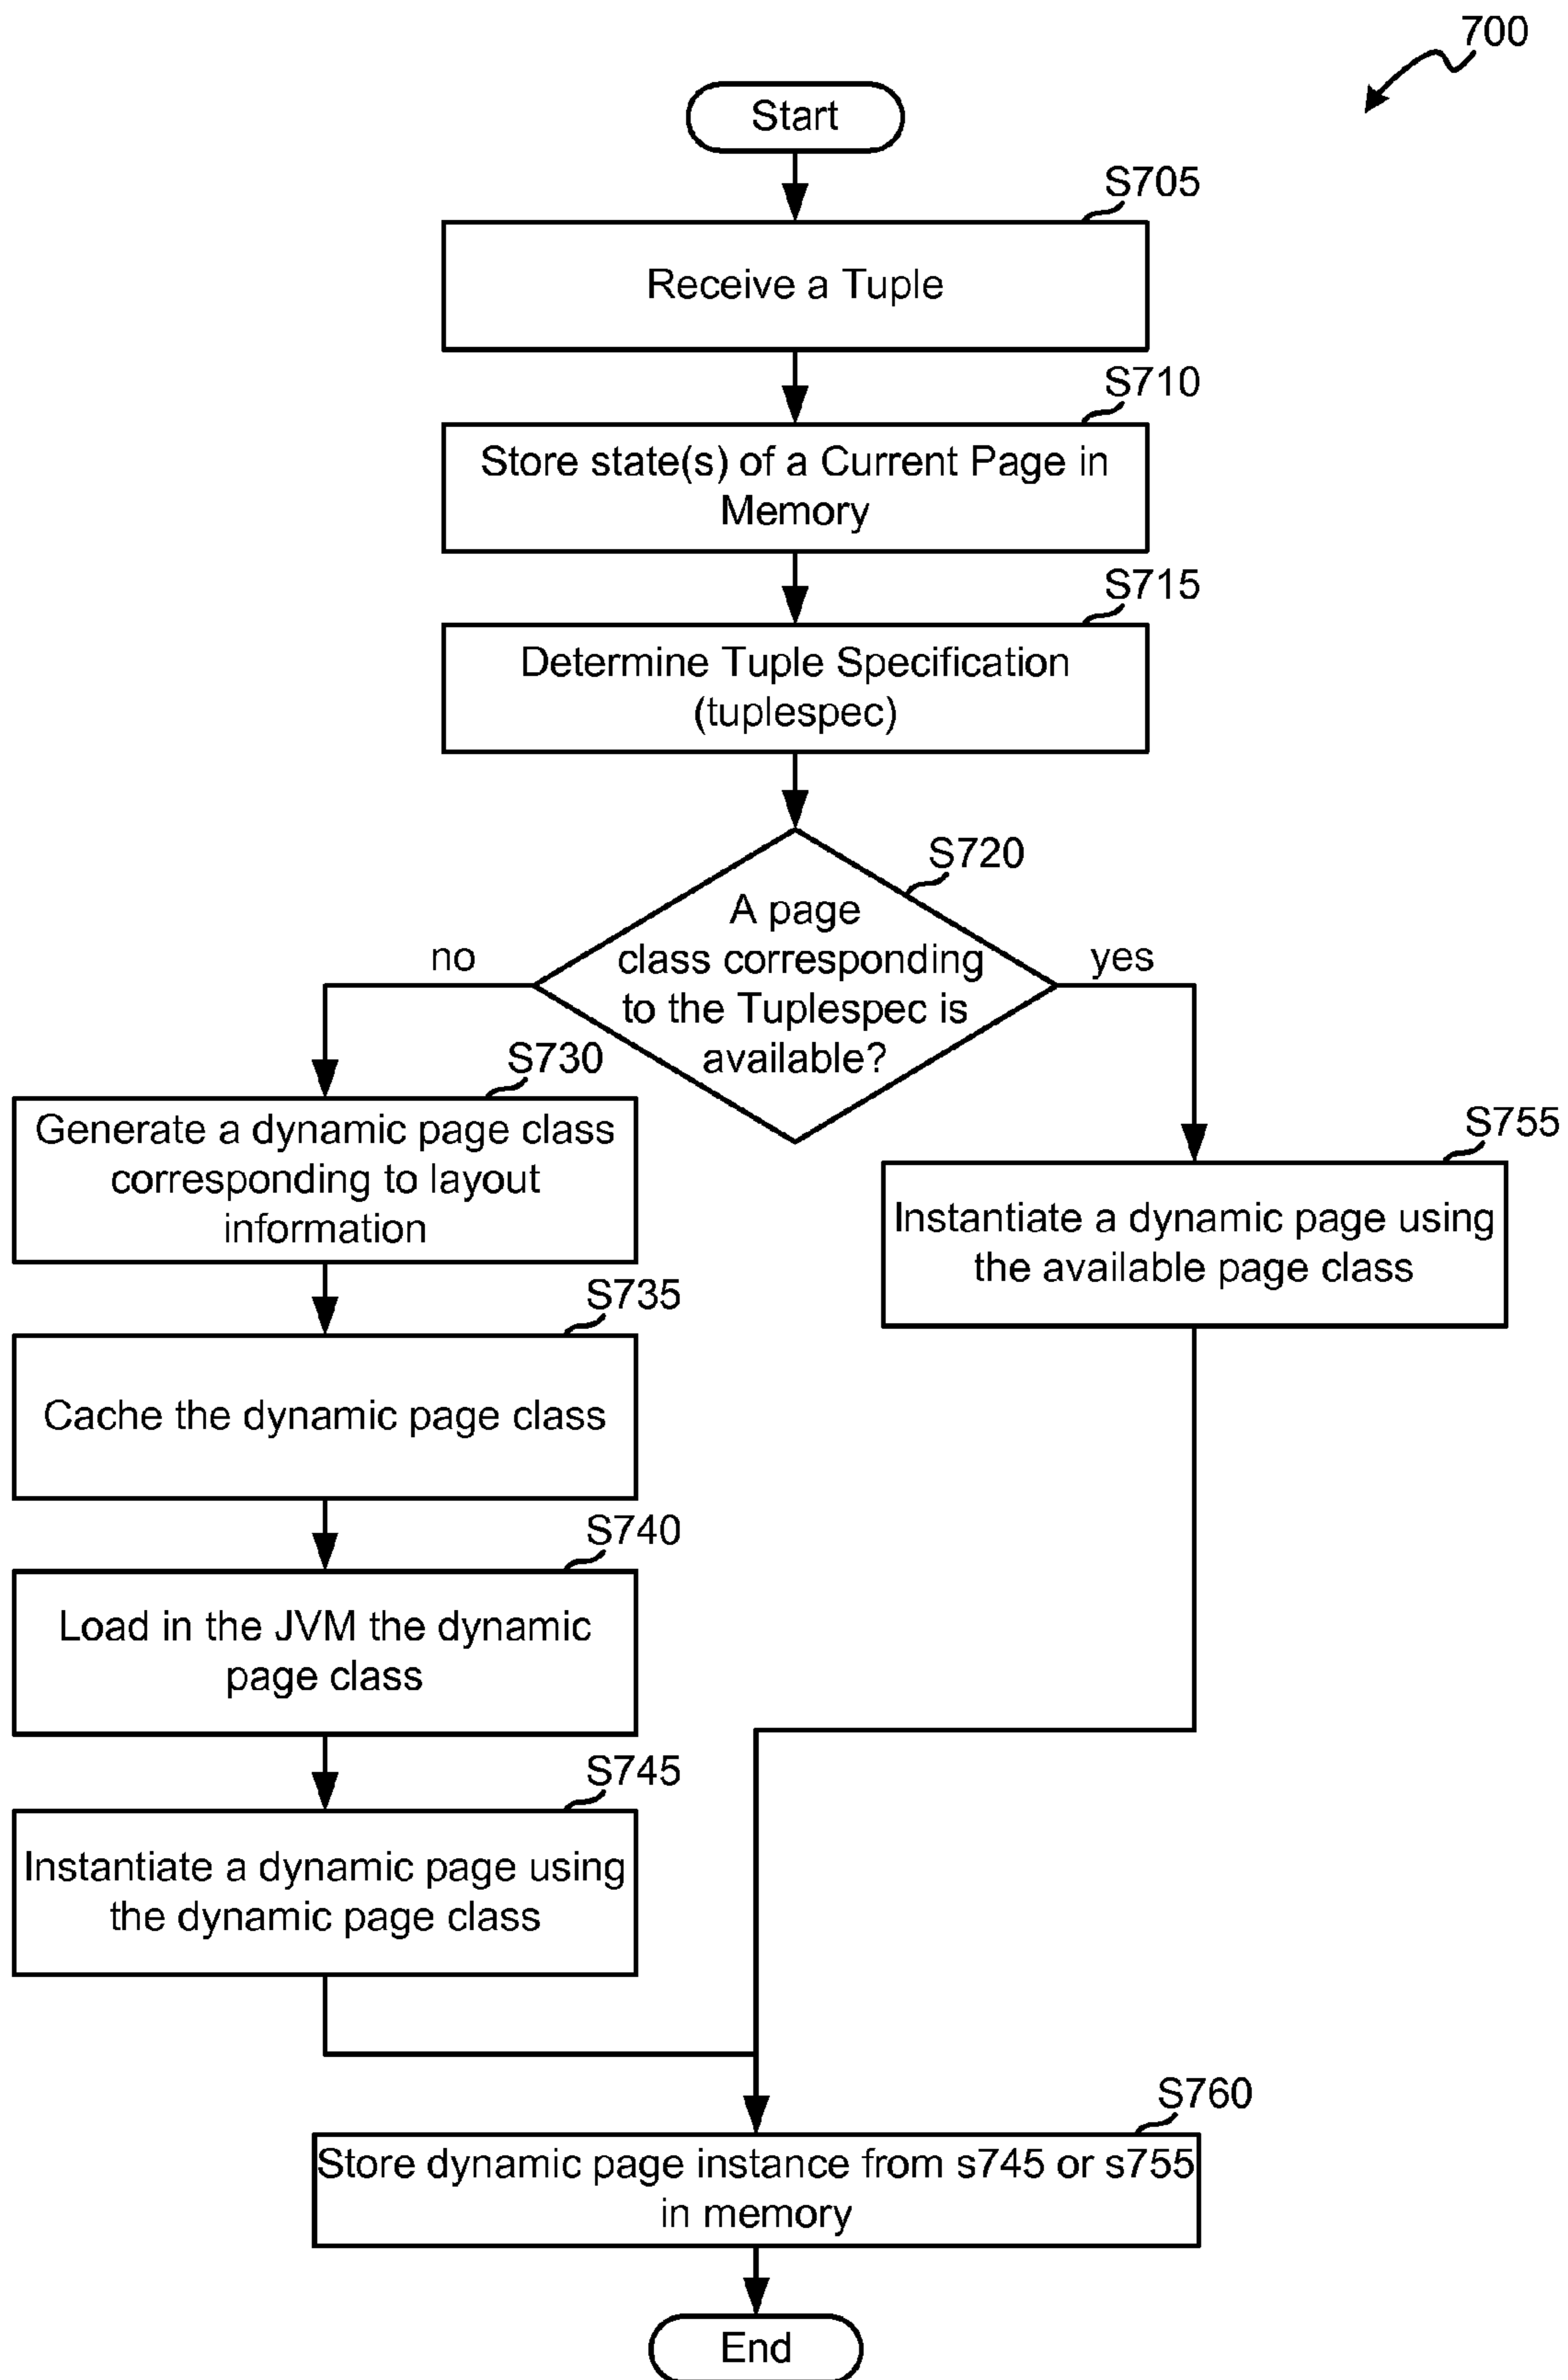 700
Start
S705
Receive a Tuple
S710
Store state(s) of a Current Page in
Memory
S715
Determine Tuple Specification
(tuplespec)
S720
A page
class corresponding
to the Tuplespec is
available?
no
yes
S730
Generate a dynamic page class
corresponding to layout
information
S755
Instantiate a dynamic page using
the available page class
S735
Cache the dynamic page class
S740
Load in the JVM the dynamic
page class
S745
Instantiate a dynamic page using
the dynamic page class
S760
Store dynamic page instance from s745 or s755
in memory
End